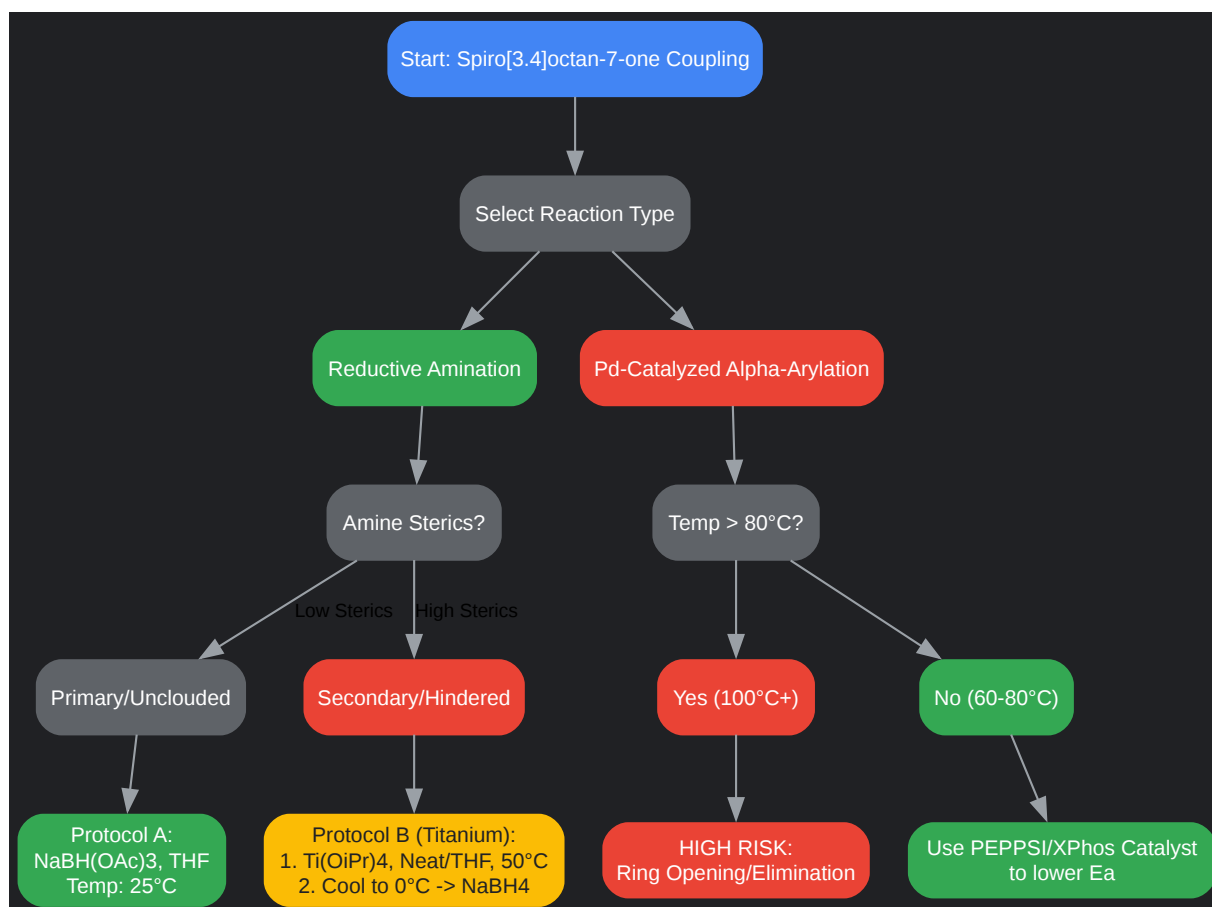 Start: Spiro[3.4]octan-7-one Coupling
Select Reaction Type
Reductive Amination
Pd-Catalyzed Alpha-Arylation
Amine Sterics?
Temp > 80°C?
Low Sterics
High Sterics
Primary/Unclouded
Secondary/Hindered
Yes (100°C+)
No (60-80°C)
Protocol A:
NaBH(OAc)3, THF
Temp: 25°C
Protocol B (Titanium):
1. Ti(OiPr)4, Neat/THF, 50°C
2. Cool to 0°C -> NaBH4
HIGH RISK:
Ring Opening/Elimination
Use PEPPSI/XPhos Catalyst
to lower Ea